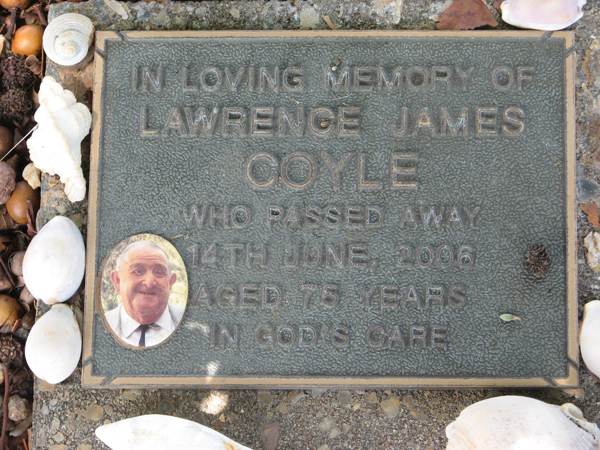 IN LOVING MEMORY OF
LAWRENCE JAMES
COYLE
WHO PASSED AWAY
14TH JUNE, 2006
AGED 75 YEARS
IN GOD'S CARE